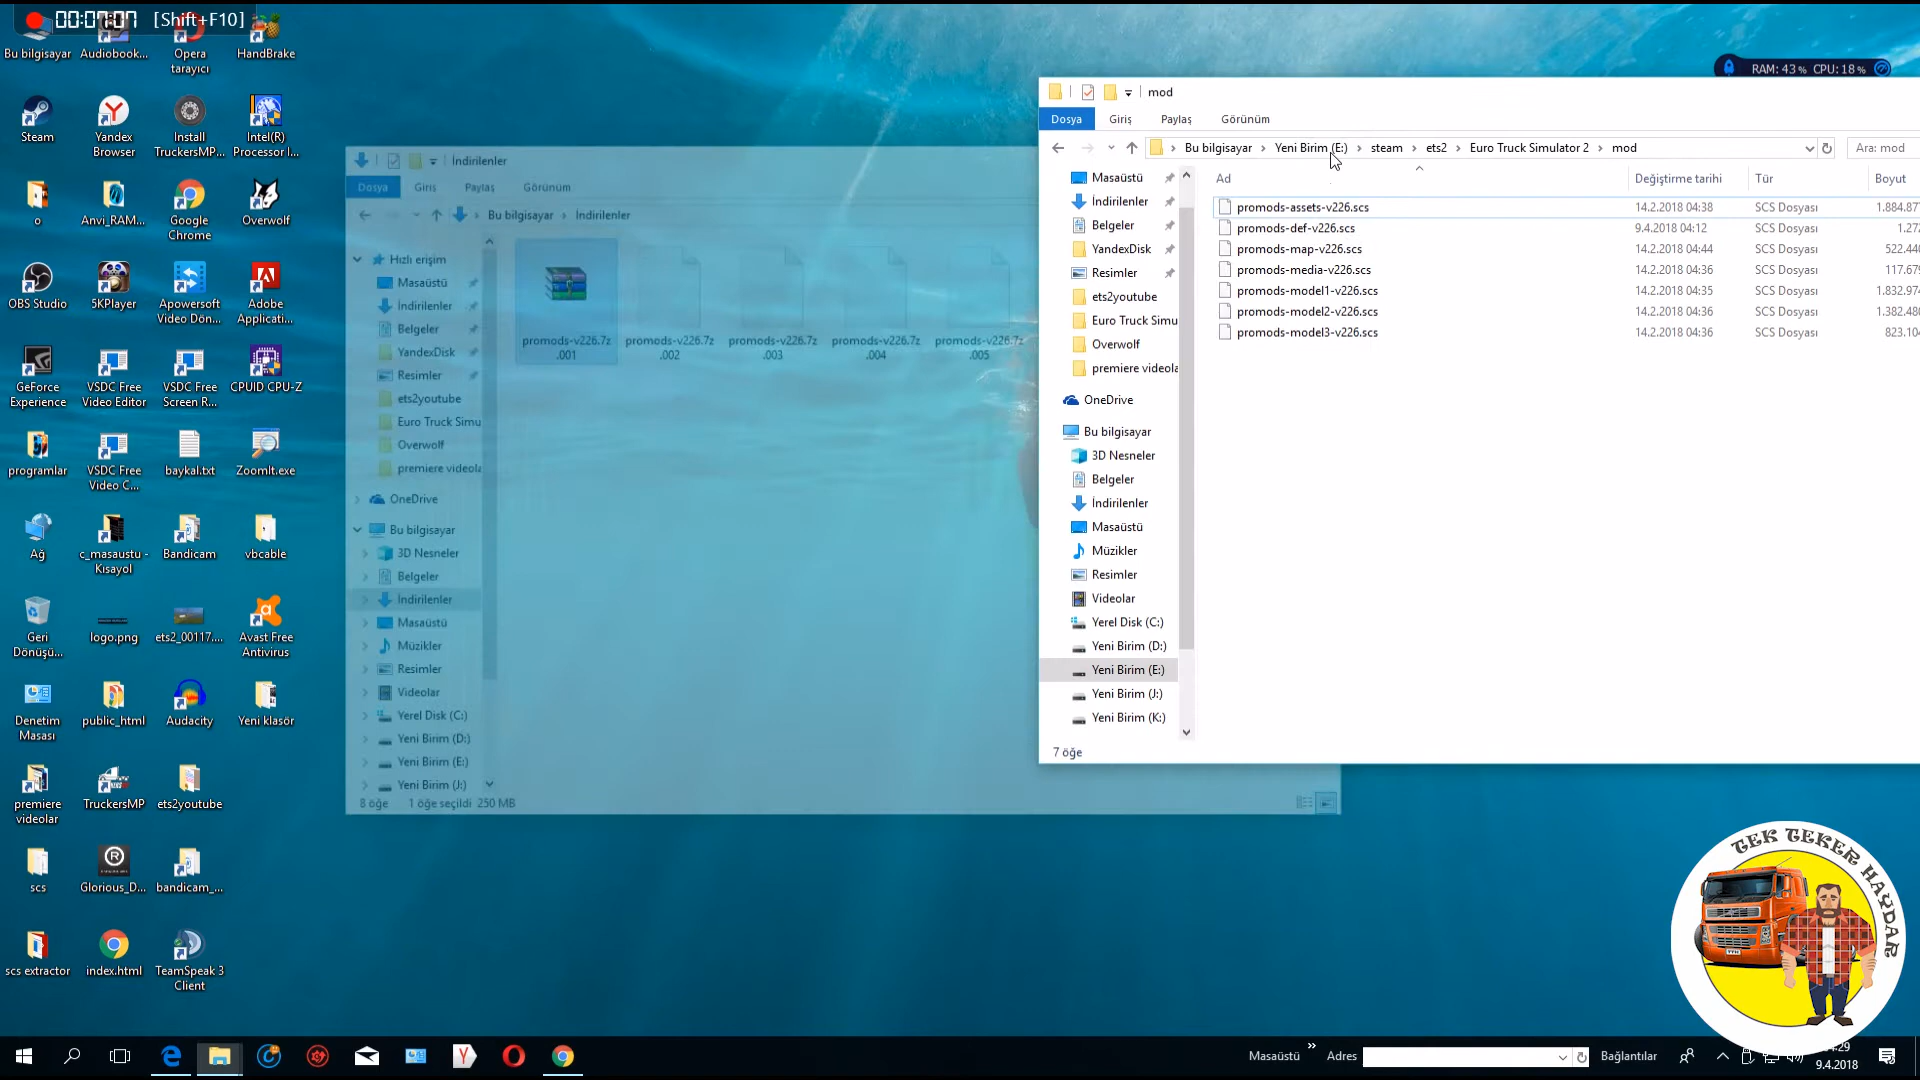 00:07:07 [Shift+F10]
Bu bilgisayar
Audiobook...
Opera
tarayıcı
HandBrake
Steam
Yandex
Browser
Install
TruckersMP...
Intel(R)
Processor I...
o
Anvi_RAM...
Google
Chrome
Overwolf
OBS Studio
5KPlayer
Apowersoft
Video Dön...
Adobe
Applicati...
GeForce
Experience
VSDC Free
Video Editor
VSDC Free
Screen R...
CPUID CPU-Z
programlar
VSDC Free
Video C...
baykal.txt
ZoomIt.exe
Ağ
c_masaustu -
Kısayol
Bandicam
vbcable
Geri
Dönüşü...
logo.png
ets2_00117....
Avast Free
Antivirus
Denetim
Masası
public_html
Audacity
Yeni klasör
premiere
videolar
TruckersMP
ets2youtube
scs
Glorious_D...
bandicam_...
scs extractor
index.html
TeamSpeak 3
Client
İndirilenler
Dosya Giriş Paylaş Görünüm
Bu bilgisayar İndirilenler
Hızlı erişim
Masaüstü
İndirilenler
Belgeler
YandexDisk
Resimler
ets2youtube
Euro Truck Simu
Overwolf
premiere videola
OneDrive
Bu bilgisayar
3D Nesneler
Belgeler
İndirilenler
Masaüstü
Müzikler
Resimler
Videolar
Yerel Disk (C:)
Yeni Birim (D:)
Yeni Birim (E:)
Yeni Birim (J:)
promods-v226.7z
.001
promods-v226.7z
.002
promods-v226.7z
.003
promods-v226.7z
.004
promods-v226.7z
.005
8 öğe 1 öğe seçildi 250 MB
RAM: 43 % CPU: 18 %
mod
Dosya Giriş Paylaş Görünüm
Bu bilgisayar Yeni Birim (E:) steam ets2 Euro Truck Simulator 2 mod
Ara: mod
Masaüstü
İndirilenler
Belgeler
YandexDisk
Resimler
ets2youtube
Euro Truck Simu
Overwolf
premiere videola
OneDrive
Bu bilgisayar
3D Nesneler
Belgeler
İndirilenler
Masaüstü
Müzikler
Resimler
Videolar
Yerel Disk (C:)
Yeni Birim (D:)
Yeni Birim (E:)
Yeni Birim (J:)
Yeni Birim (K:)
Ad Değiştirme tarihi Tür Boyut
promods-assets-v226.scs 14.2.2018 04:38 SCS Dosyası 1.884.877
promods-def-v226.scs 9.4.2018 04:12 SCS Dosyası 1.272
promods-map-v226.scs 14.2.2018 04:44 SCS Dosyası 522.440
promods-media-v226.scs 14.2.2018 04:36 SCS Dosyası 117.679
promods-model1-v226.scs 14.2.2018 04:35 SCS Dosyası 1.832.974
promods-model2-v226.scs 14.2.2018 04:36 SCS Dosyası 1.382.480
promods-model3-v226.scs 14.2.2018 04:36 SCS Dosyası 823.104
7 öğe
TEK TEKER HAYDAR
Masaüstü
Adres
Bağlantılar
9.4.2018